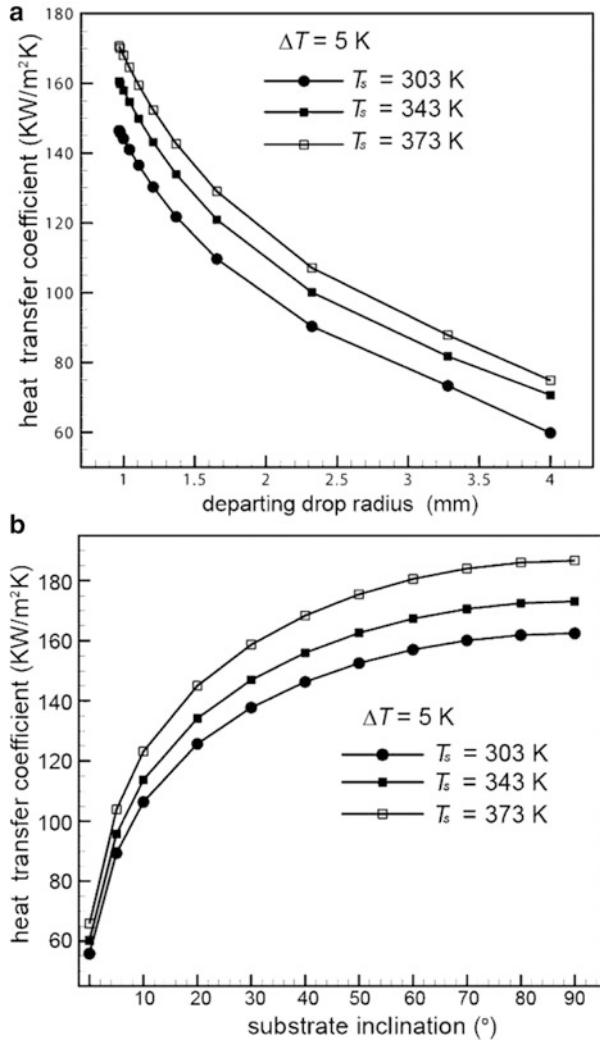 a
heat transfer coefficient (KW/m²K)
180
160
140
120
100
80
60
ΔT = 5 K
Ts = 303 K
Ts = 343 K
Ts = 373 K
1 1.5 2 2.5 3 3.5 4
departing drop radius (mm)
b
heat transfer coefficient (KW/m²K)
180
160
140
120
100
80
60
ΔT = 5 K
Ts = 303 K
Ts = 343 K
Ts = 373 K
10 20 30 40 50 60 70 80 90
substrate inclination (°)